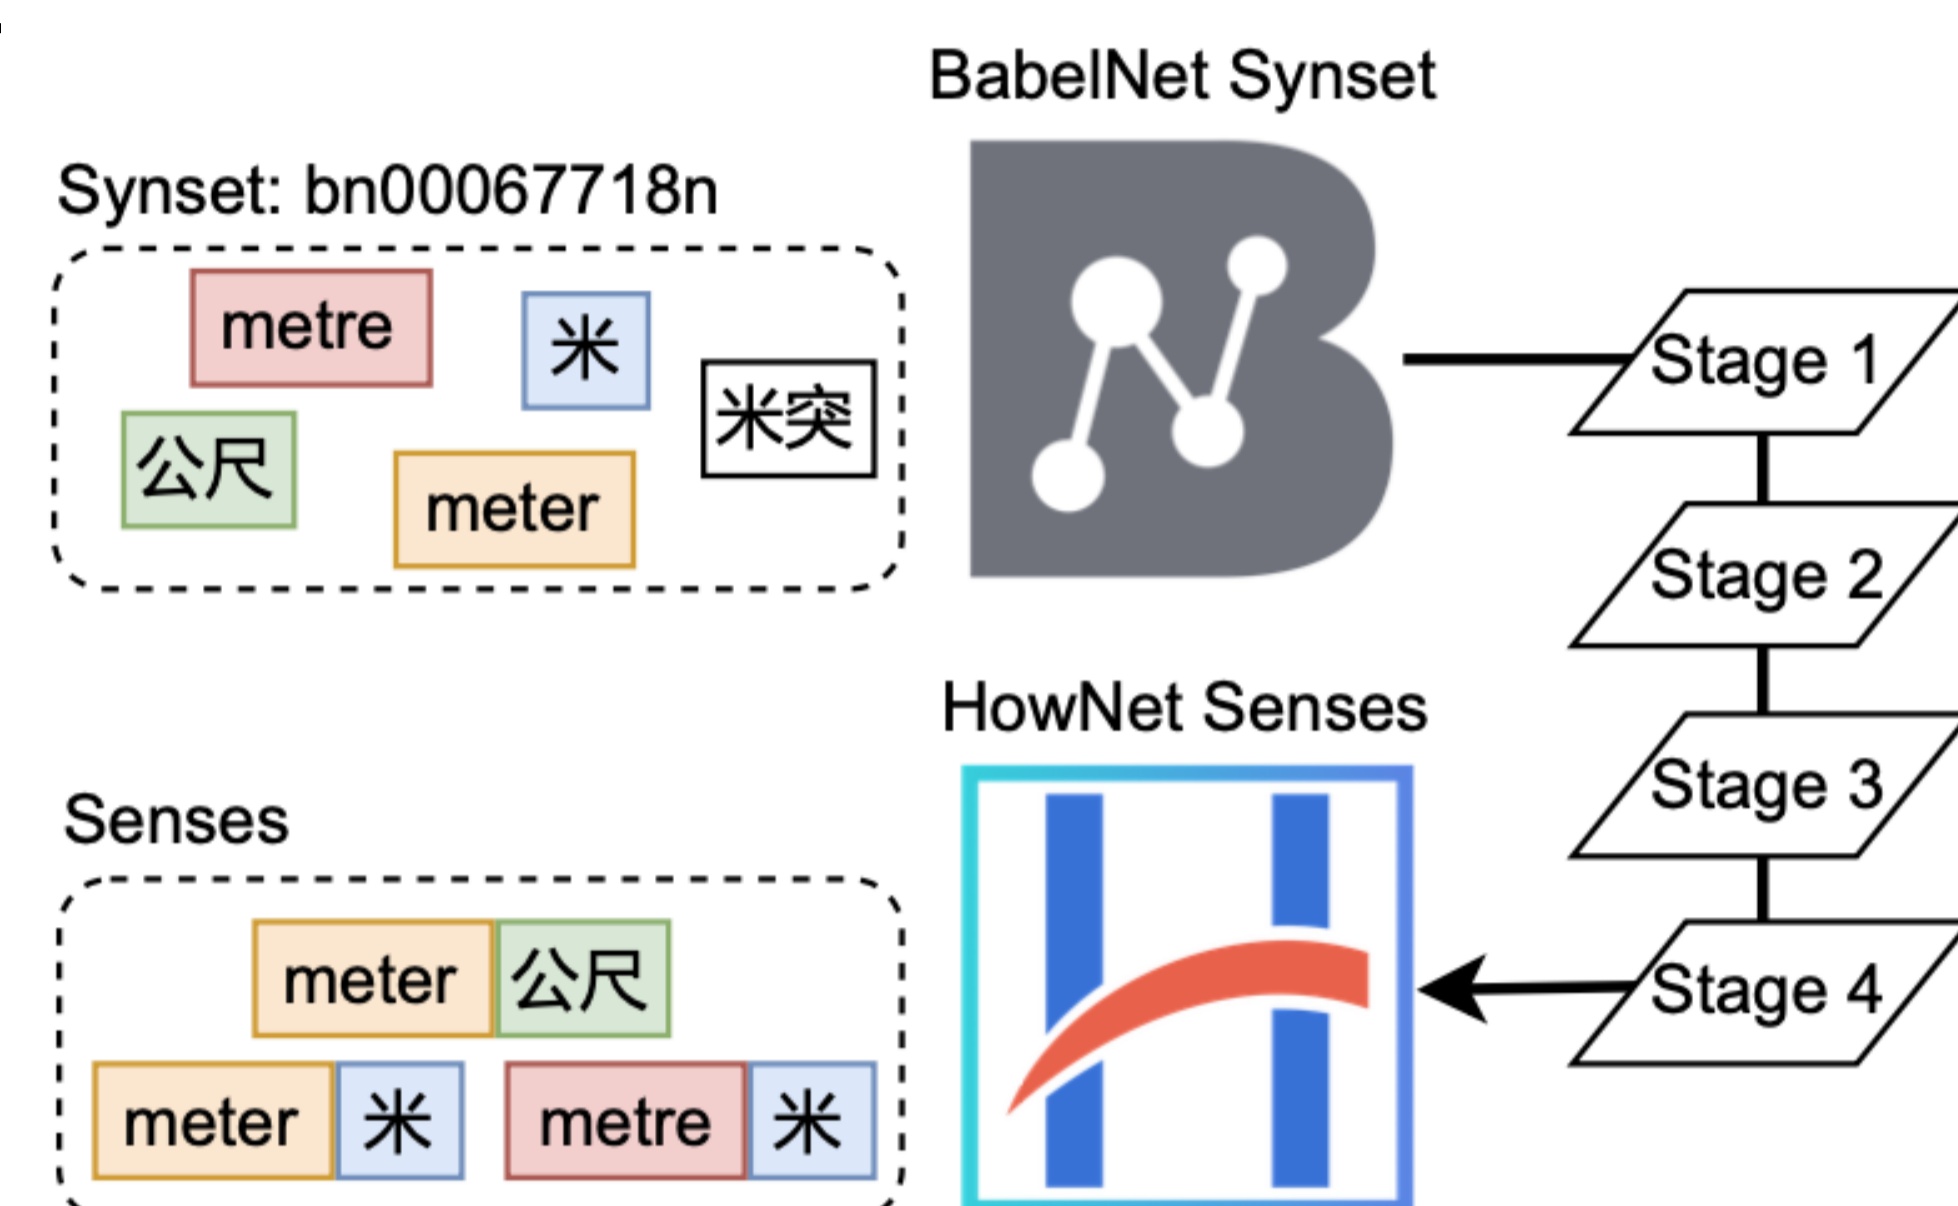 BabelNet Synset
Synset: bn00067718n
metre
米
米突
公尺
meter
Stage 1
Stage 2
Stage 3
Stage 4
HowNet Senses
Senses
meter 公尺
meter 米
metre 米